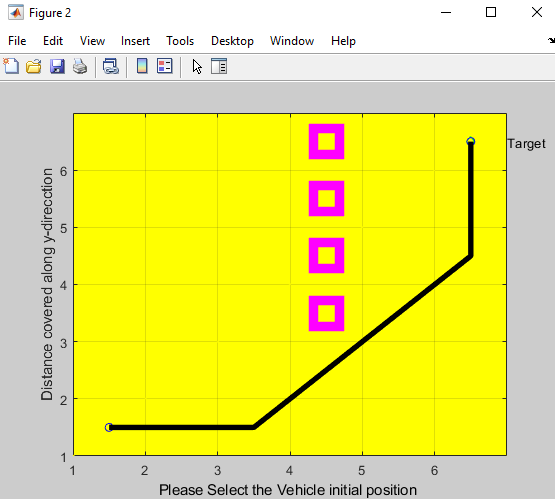 Figure 2
File Edit View Insert Tools Desktop Window Help
Target
Distance covered along y-direcction
6
5
4
3
2
1
1 2 3 4 5 6
Please Select the Vehicle initial position